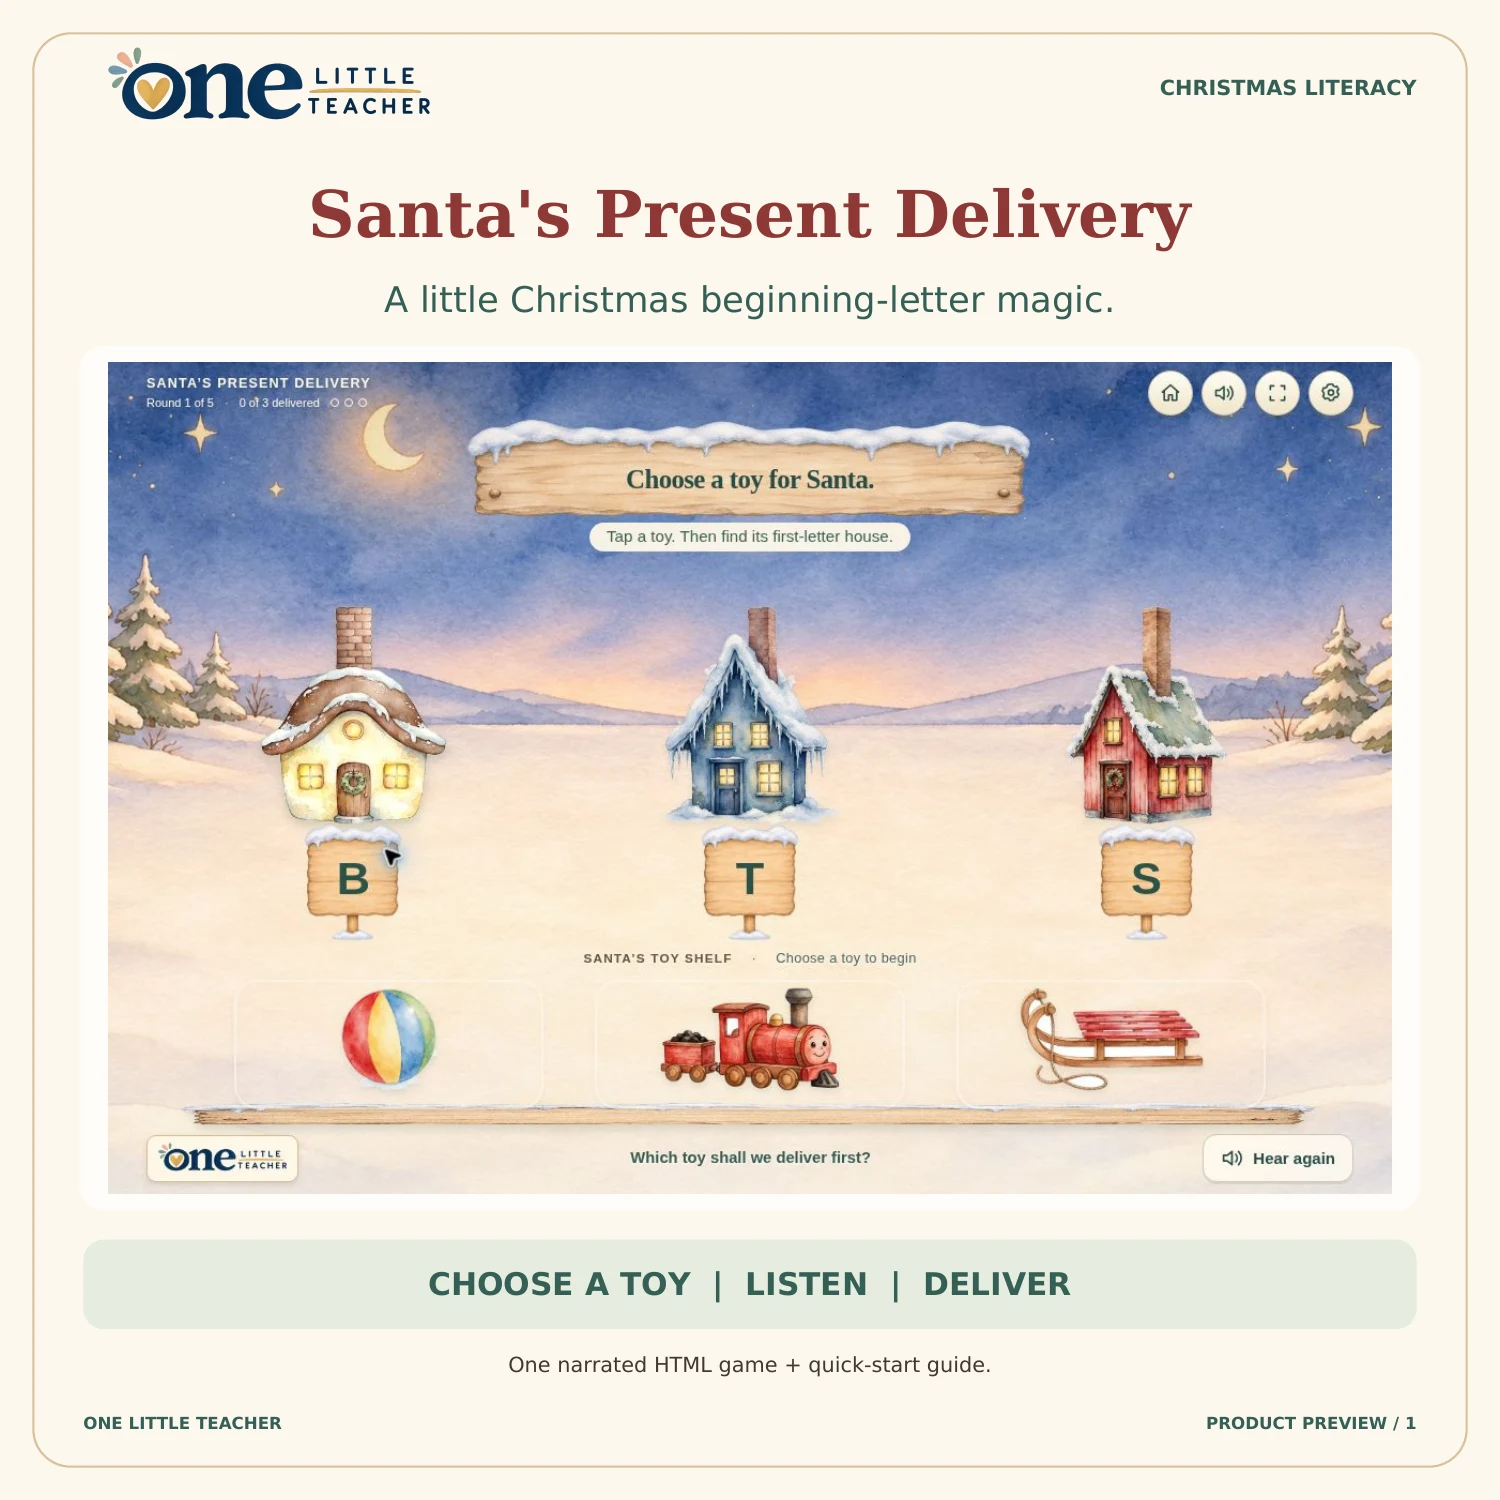 one LITTLE TEACHER
CHRISTMAS LITERACY
Santa's Present Delivery
A little Christmas beginning-letter magic.
SANTA'S PRESENT DELIVERY
Round 1 of 5 · 0 of 3 delivered
Choose a toy for Santa.
Tap a toy. Then find its first-letter house.
B
T
S
SANTA'S TOY SHELF · Choose a toy to begin
one LITTLE TEACHER
Which toy shall we deliver first?
Hear again
CHOOSE A TOY | LISTEN | DELIVER
One narrated HTML game + quick-start guide.
ONE LITTLE TEACHER
PRODUCT PREVIEW / 1